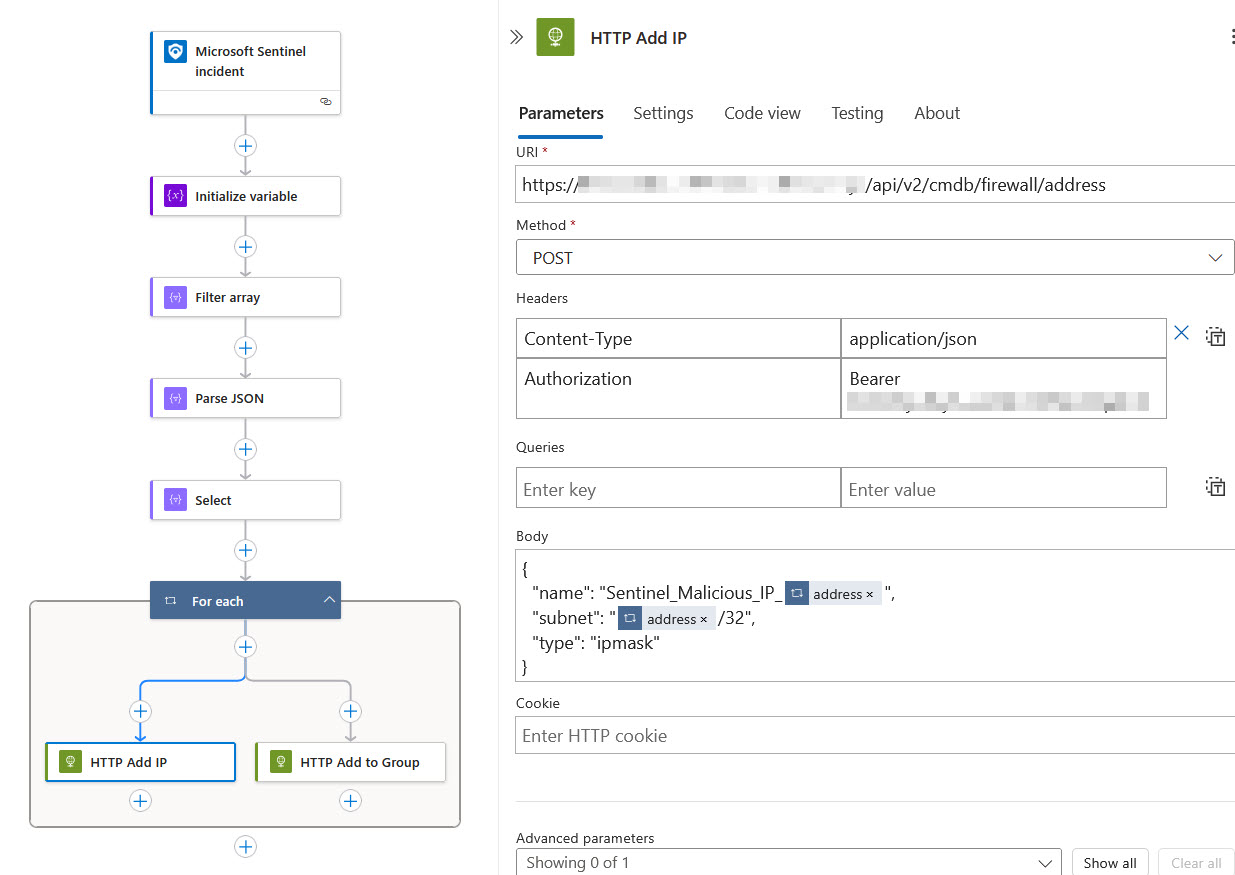 Microsoft Sentinel
incident
Initialize variable
Filter array
Parse JSON
Select
For each
HTTP Add IP
HTTP Add to Group
HTTP Add IP
Parameters
Settings
Code view
Testing
About
URI *
https:// /api/v2/cmdb/firewall/address
Method *
POST
Headers
Content-Type
application/json
Authorization
Bearer
Queries
Enter key
Enter value
Body
{
"name": "Sentinel_Malicious_IP_ address × ",
"subnet": " address × /32",
"type": "ipmask"
}
Cookie
Enter HTTP cookie
Advanced parameters
Showing 0 of 1
Show all
Clear all